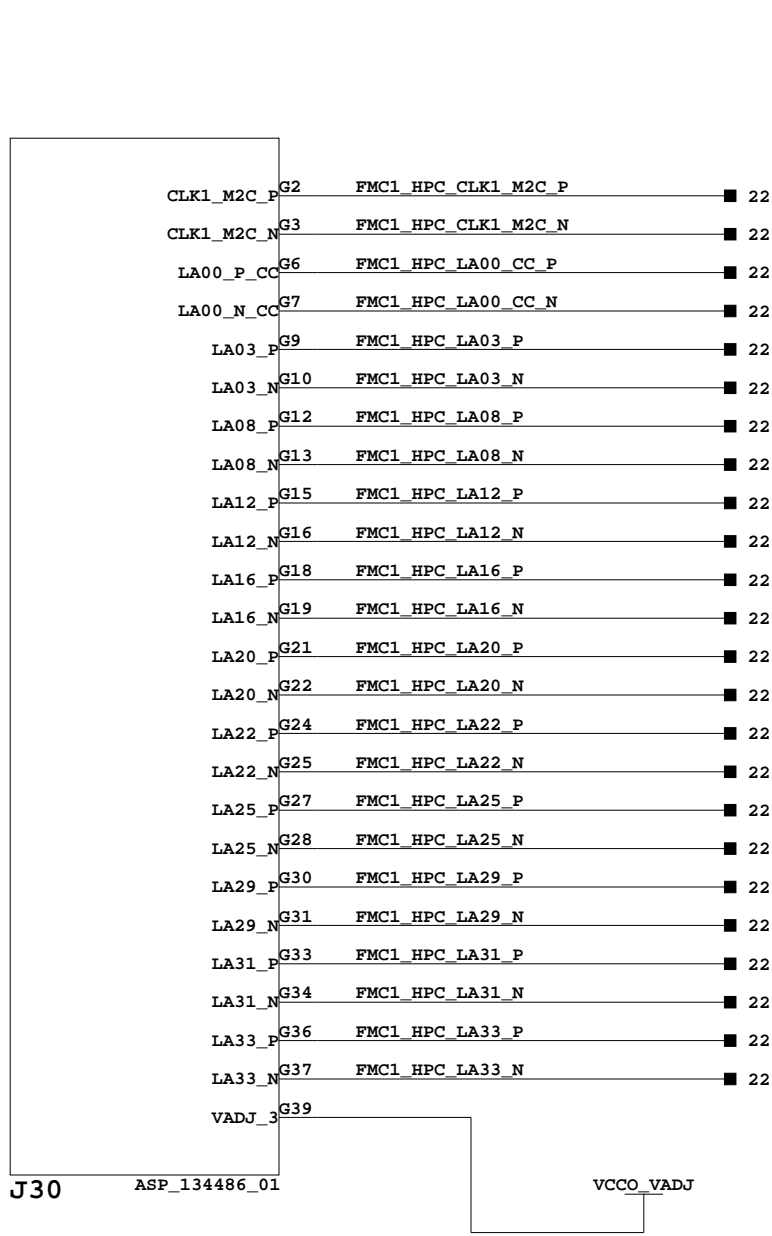 CLK1_M2C_P G2 FMC1_HPC_CLK1_M2C_P 22
CLK1_M2C_N G3 FMC1_HPC_CLK1_M2C_N 22
LA00_P_CC G6 FMC1_HPC_LA00_CC_P 22
LA00_N_CC G7 FMC1_HPC_LA00_CC_N 22
LA03_P G9 FMC1_HPC_LA03_P 22
LA03_N G10 FMC1_HPC_LA03_N 22
LA08_P G12 FMC1_HPC_LA08_P 22
LA08_N G13 FMC1_HPC_LA08_N 22
LA12_P G15 FMC1_HPC_LA12_P 22
LA12_N G16 FMC1_HPC_LA12_N 22
LA16_P G18 FMC1_HPC_LA16_P 22
LA16_N G19 FMC1_HPC_LA16_N 22
LA20_P G21 FMC1_HPC_LA20_P 22
LA20_N G22 FMC1_HPC_LA20_N 22
LA22_P G24 FMC1_HPC_LA22_P 22
LA22_N G25 FMC1_HPC_LA22_N 22
LA25_P G27 FMC1_HPC_LA25_P 22
LA25_N G28 FMC1_HPC_LA25_N 22
LA29_P G30 FMC1_HPC_LA29_P 22
LA29_N G31 FMC1_HPC_LA29_N 22
LA31_P G33 FMC1_HPC_LA31_P 22
LA31_N G34 FMC1_HPC_LA31_N 22
LA33_P G36 FMC1_HPC_LA33_P 22
LA33_N G37 FMC1_HPC_LA33_N 22
VADJ_3 G39
J30 ASP_134486_01 VCCO_VADJ